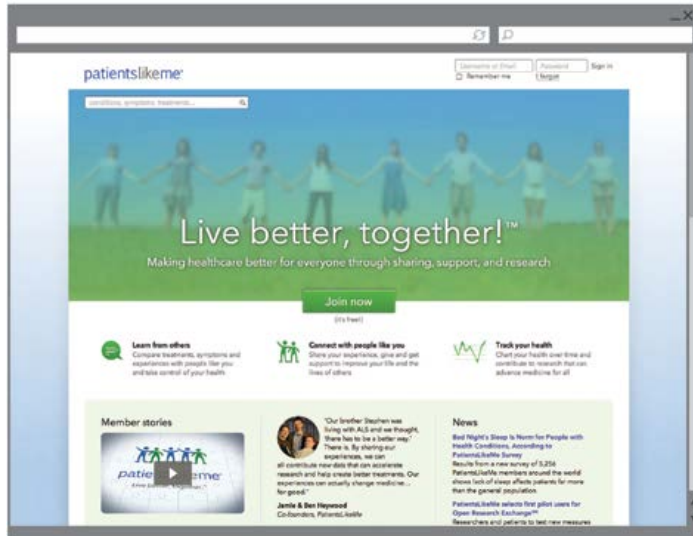 patientslikeme
Username or Email
Password
Sign in
Remember me
forgot
conditions, symptoms, treatments...
Live better, together!™
Making healthcare better for everyone through sharing, support, and research
Join now
(it's free!)
Learn from others
Compare treatments, symptoms and
experiences with people like you
and take control of your health
Connect with people like you
Share your experience, give and get
support to improve your life and the
lives of others
Track your health
Chart your health over time and
contribute to research that can
advance medicine for all
Member stories
patientslikeme
Live better, together!
"Our brother Stephen was
living with ALS and we thought,
'there has to be a better way.'
There is. By sharing our
experiences, we can
all contribute new data that can accelerate
research and help create better treatments. Our
experiences can actually change medicine...
for good."
Jamie & Ben Heywood
Co-founders, PatientsLikeMe
News
Bad Night's Sleep is Norm for People with
Health Conditions, According to
PatientsLikeMe Survey
Results from a new survey of 5,256
PatientsLikeMe members around the world
shows lack of sleep affects patients far more
than the general population.
PatientsLikeMe selects first pilot users for
Open Research Exchange™
Researchers and patients to test new measures